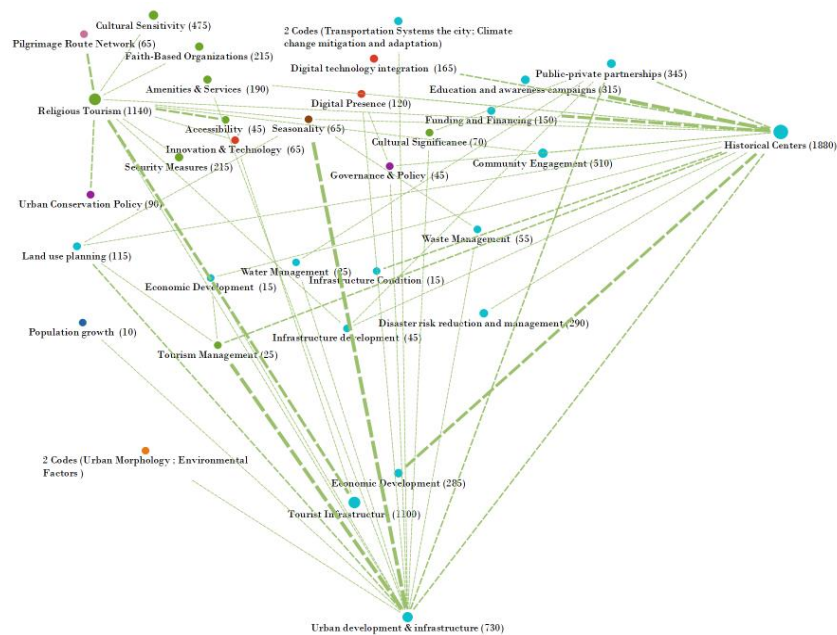 Cultural Sensitivity (475)
2 Codes (Transportation Systems the city; Climate
change mitigation and adaptation)
Pilgrimage Route Network (65)
Faith-Based Organizations (215)
Digital technology integration (165)
Public-private partnerships (345)
Amenities & Services (190)
Education and awareness campaigns (315)
Digital Presence (120)
Religious Tourism (1140)
Funding and Financing (150)
Accessibility (45)
Seasonality (65)
Cultural Significance (70)
Historical Centers (1880)
Innovation & Technology (65)
Security Measures (215)
Community Engagement (510)
Governance & Policy (45)
Urban Conservation Policy (90)
Waste Management (55)
Land use planning (115)
Water Management (25)
Infrastructure Condition (15)
Economic Development (15)
Population growth (10)
Infrastructure development (45)
Disaster risk reduction and management (290)
Tourism Management (25)
2 Codes (Urban Morphology ; Environmental
Factors )
Economic Development (285)
Tourist Infrastructure (1100)
Urban development & infrastructure (730)